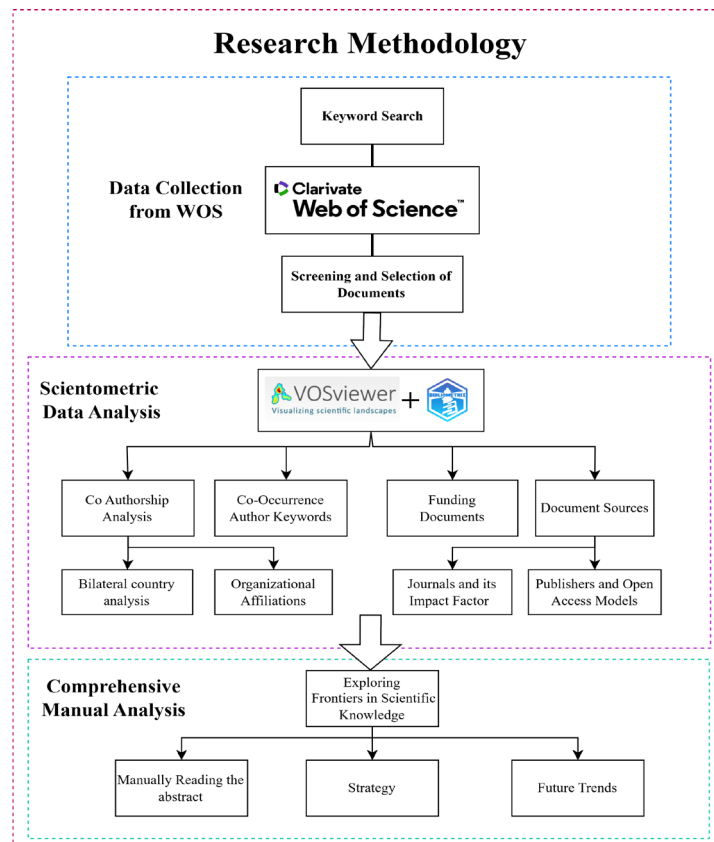 Research Methodology
Keyword Search
Data Collection
from WOS
Clarivate
Web of Science™
Screening and Selection of
Documents
Scientometric
Data Analysis
VOSviewer
Visualizing scientific landscapes
+
BIBLIOMETRIX
Co Authorship
Analysis
Co-Occurrence
Author Keywords
Funding
Documents
Document Sources
Bilateral country
analysis
Organizational
Affiliations
Journals and its
Impact Factor
Publishers and Open
Access Models
Comprehensive
Manual Analysis
Exploring
Frontiers in Scientific
Knowledge
Manually Reading the
abstract
Strategy
Future Trends